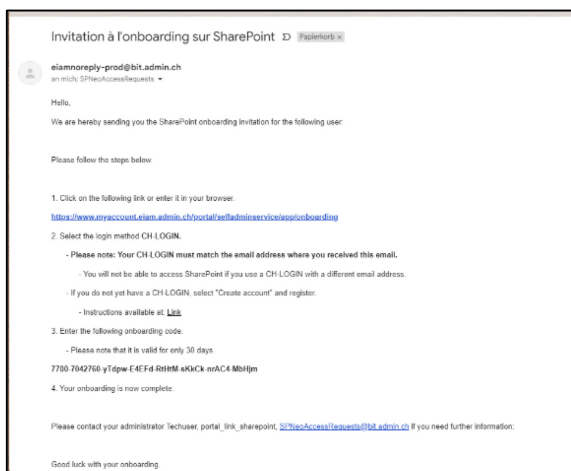 Invitation à l'onboarding sur SharePoint Papierkorb x
eiamnoreply-prod@bit.admin.ch
an mich, SPNeoAccessRequests
Hello,
We are hereby sending you the SharePoint onboarding invitation for the following user:
Please follow the steps below.
1. Click on the following link or enter it in your browser.
https://www.myaccount.eiam.admin.ch/portal/selfadminservice/app/onboarding
2. Select the login method CH-LOGIN.
- Please note: Your CH-LOGIN must match the email address where you received this email.
- You will not be able to access SharePoint if you use a CH-LOGIN with a different email address.
- If you do not yet have a CH-LOGIN, select "Create account" and register.
- Instructions available at: Link
3. Enter the following onboarding code.
- Please note that it is valid for only 30 days
7700-7042760-yTdpw-E4EFd-RtHtM-sKkCk-nrAC4-MbHjm
4. Your onboarding is now complete.
Please contact your administrator Techuser, portal_link_sharepoint, SPNeoAccessRequests@bit.admin.ch if you need further information:
Good luck with your onboarding.